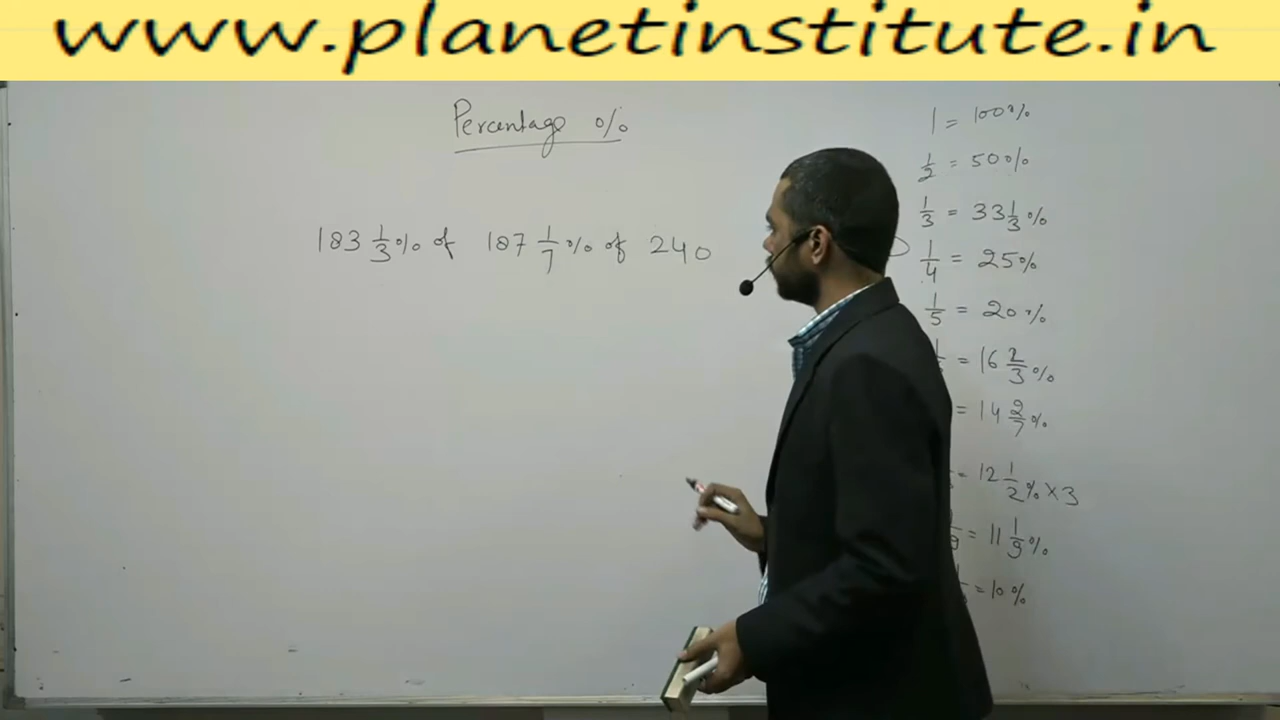 www.planetinstitute.in
Percentage %
183 1/3% of 187 1/7% of 240
1 = 100%
1/2 = 50%
1/3 = 33 1/3%
1/4 = 25%
1/5 = 20%
= 16 2/3%
= 14 2/7%
= 12 1/2% × 3
/9 = 11 1/9%
= 10%